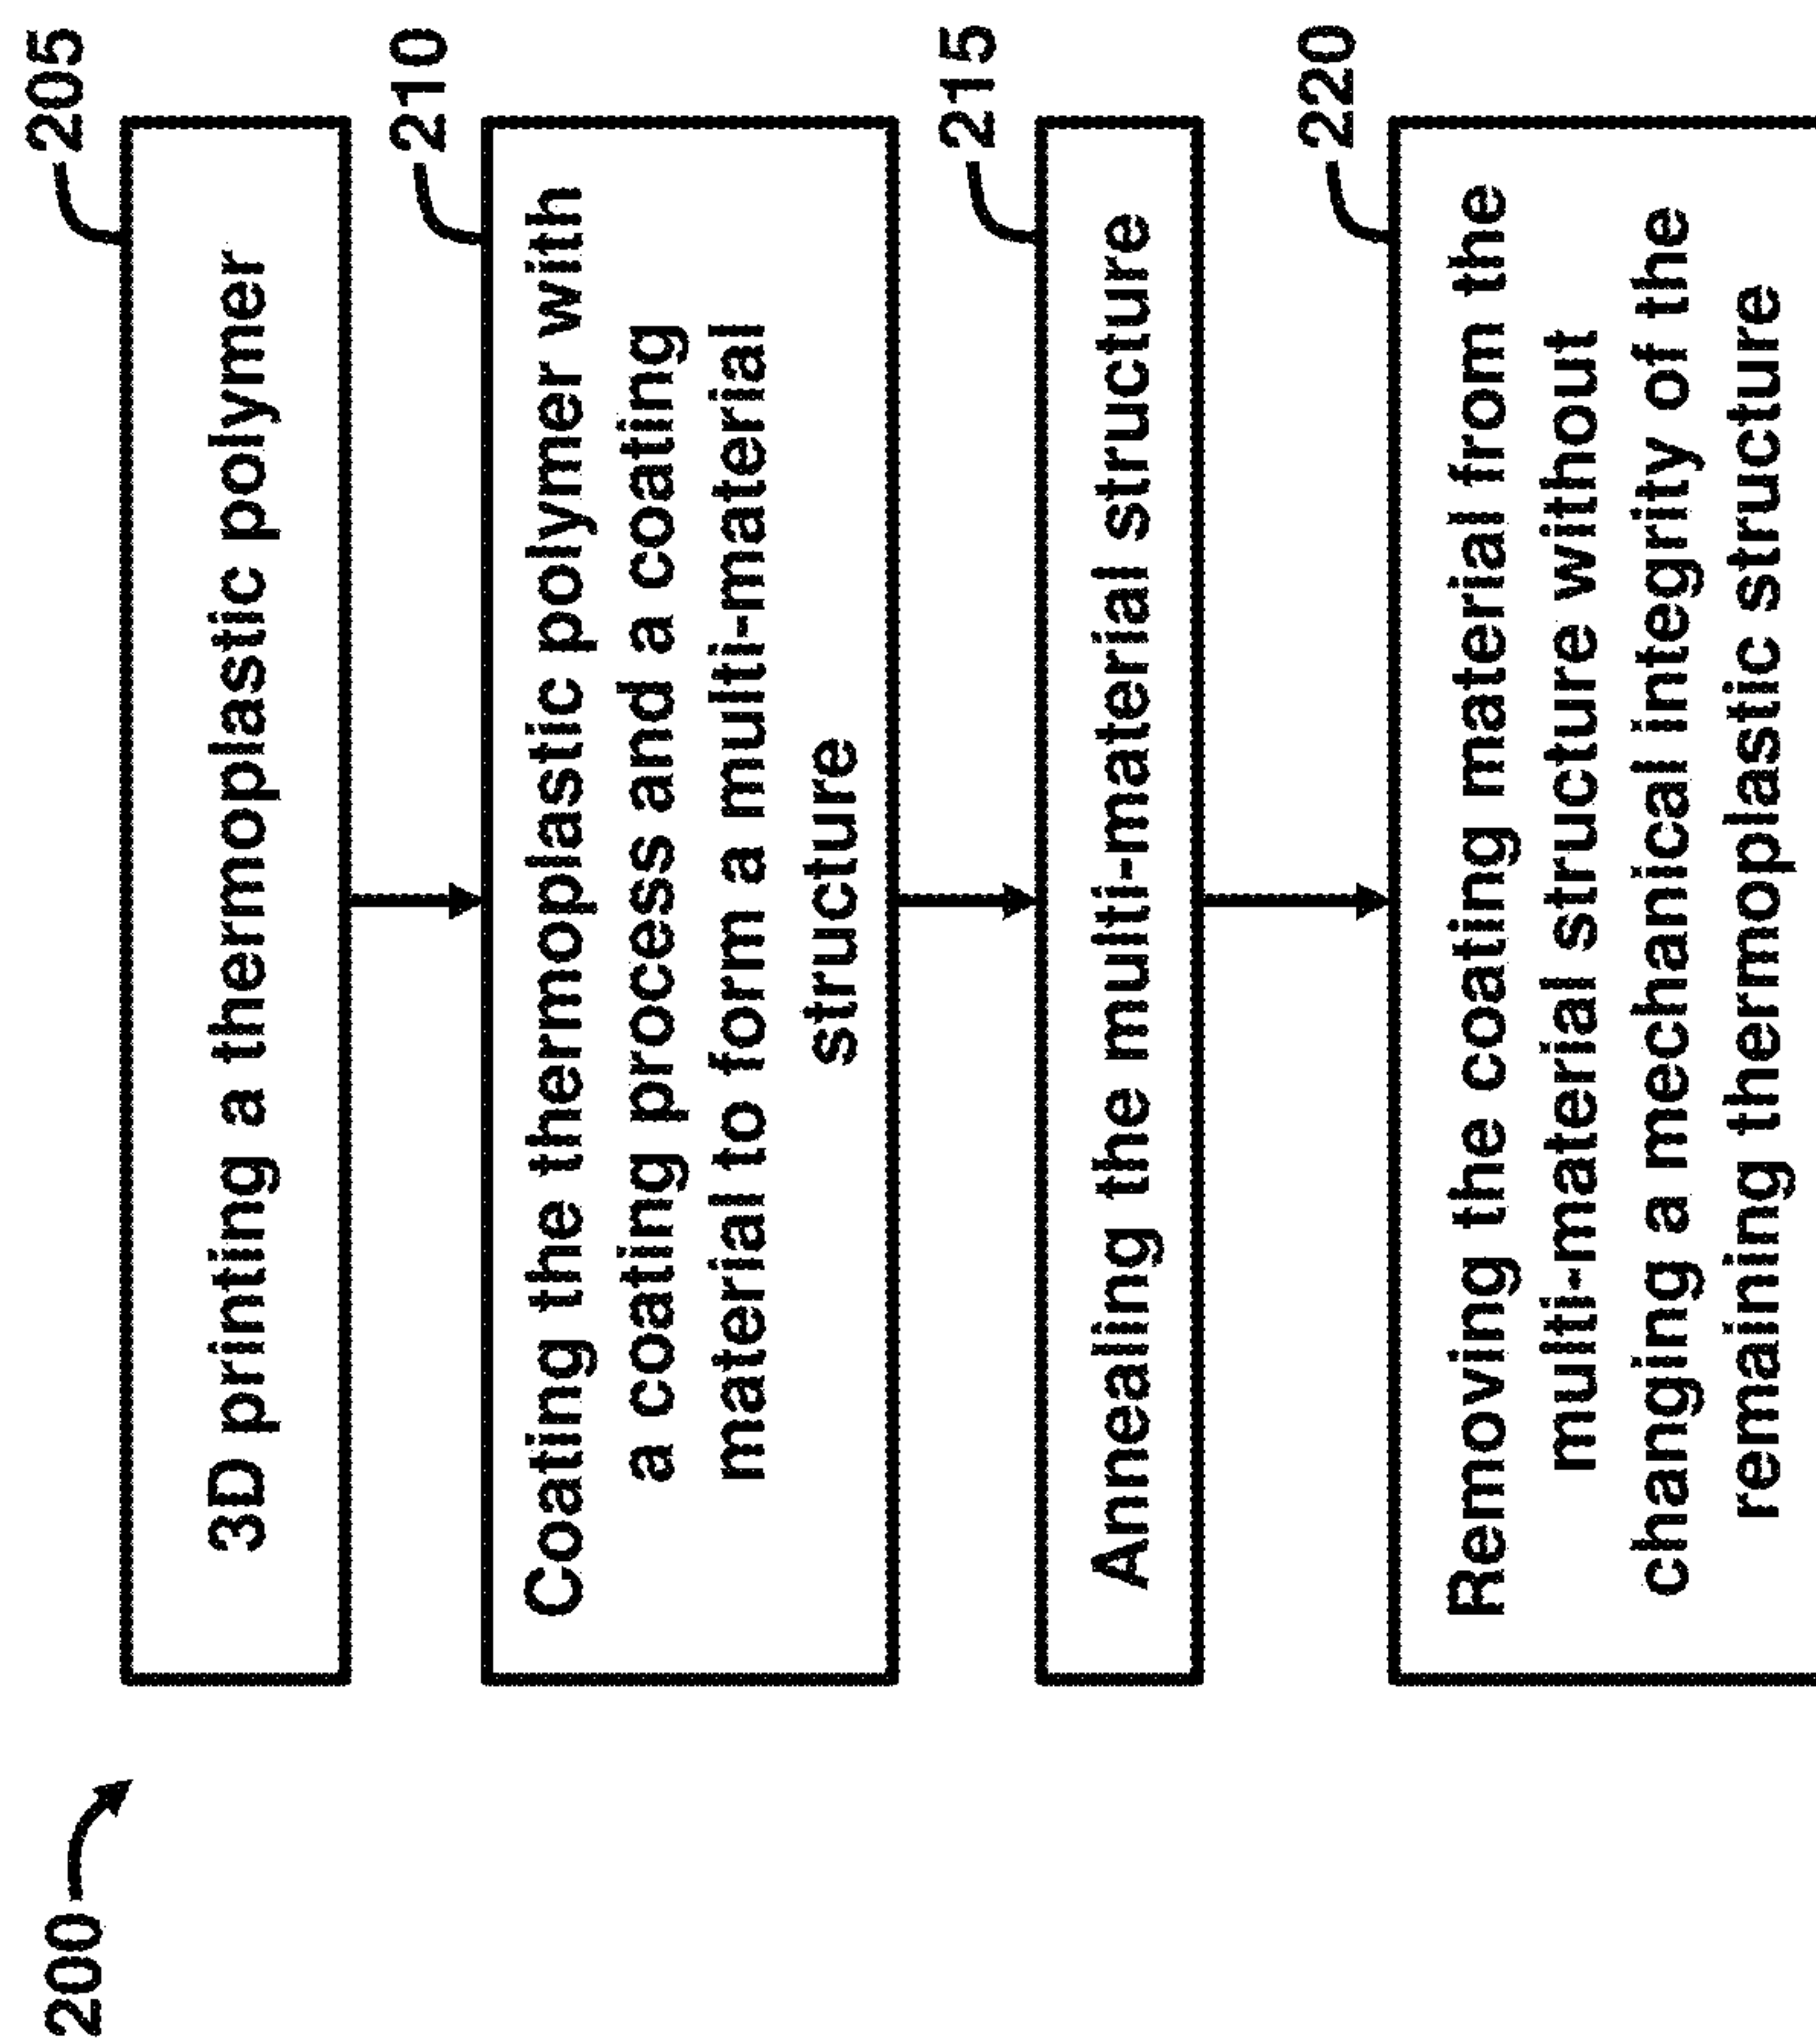 200
205
3D printing a thermoplastic polymer
210
Coating the thermoplastic polymer with
a coating process and a coating
material to form a multi-material
structure
215
Annealing the multi-material structure
220
Removing the coating material from the
multi-material structure without
changing a mechanical integrity of the
remaining thermoplastic structure